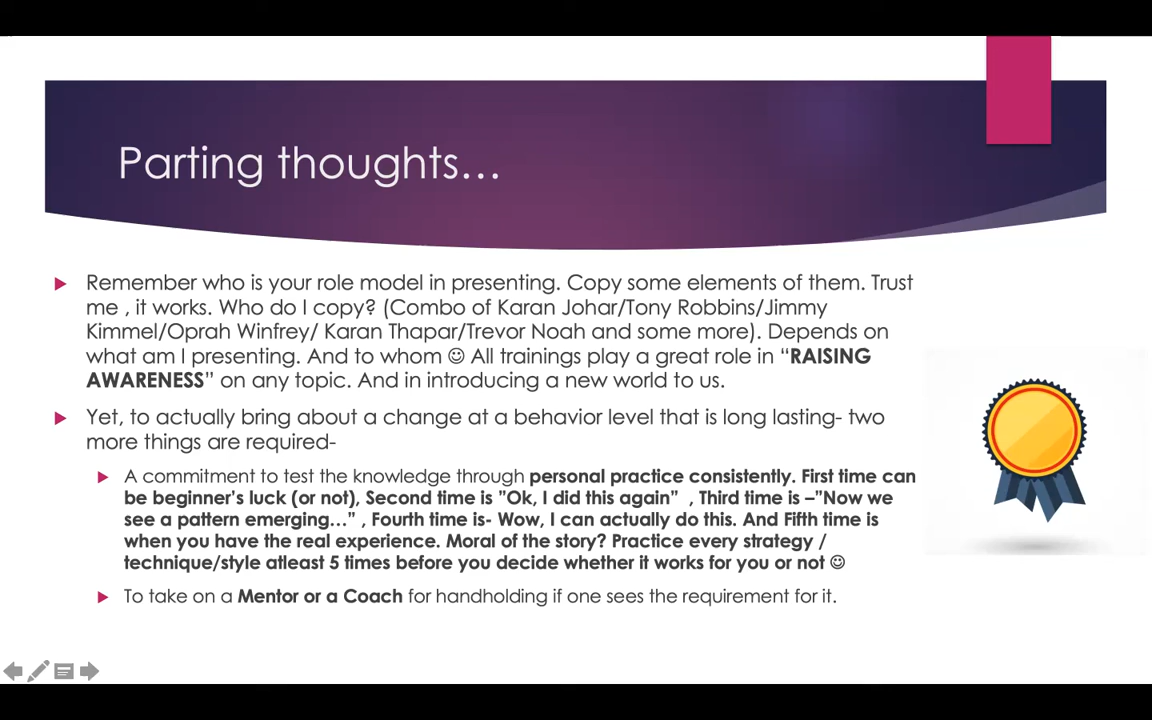 Parting thoughts…
Remember who is your role model in presenting. Copy some elements of them. Trust
me , it works. Who do I copy? (Combo of Karan Johar/Tony Robbins/Jimmy
Kimmel/Oprah Winfrey/ Karan Thapar/Trevor Noah and some more). Depends on
what am I presenting. And to whom ☺ All trainings play a great role in “RAISING
AWARENESS” on any topic. And in introducing a new world to us.
Yet, to actually bring about a change at a behavior level that is long lasting- two
more things are required-
A commitment to test the knowledge through personal practice consistently. First time can
be beginner’s luck (or not), Second time is ”Ok, I did this again” , Third time is –”Now we
see a pattern emerging…” , Fourth time is- Wow, I can actually do this. And Fifth time is
when you have the real experience. Moral of the story? Practice every strategy /
technique/style atleast 5 times before you decide whether it works for you or not ☺
To take on a Mentor or a Coach for handholding if one sees the requirement for it.